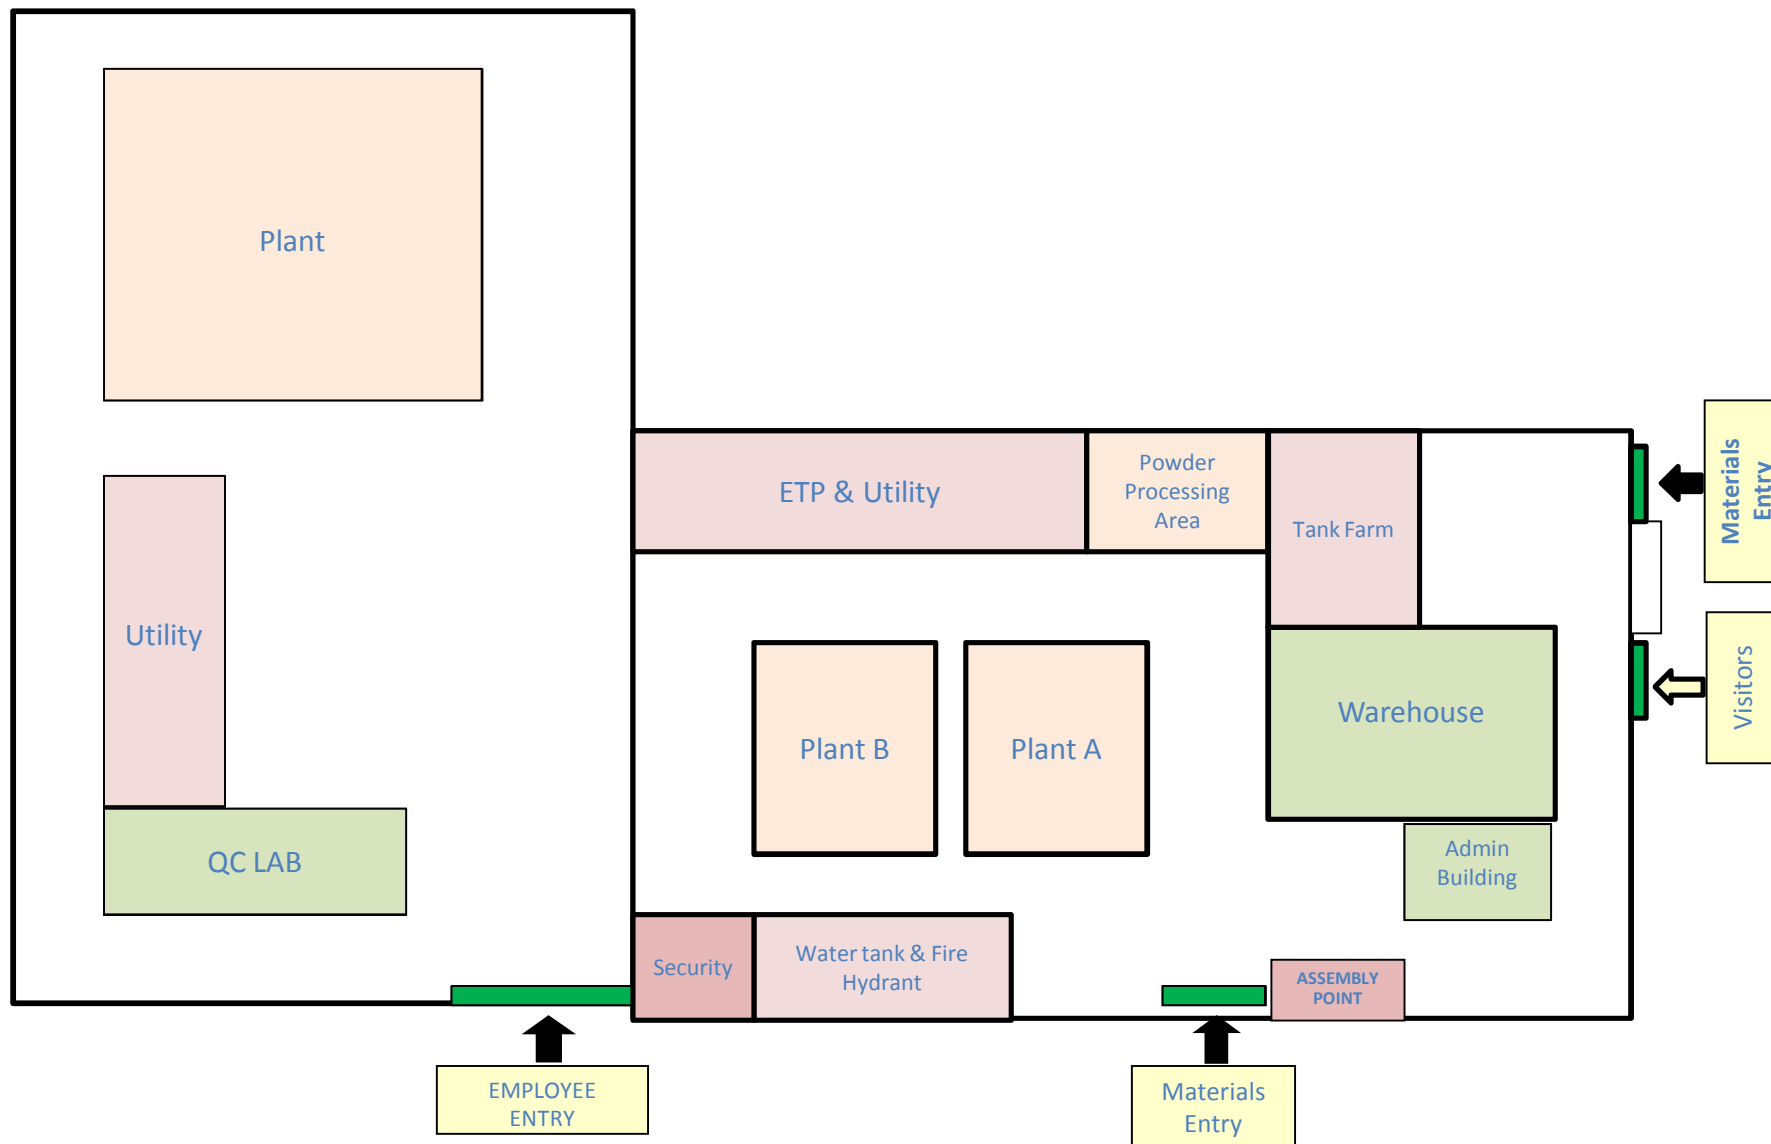 Plant
ETP & Utility
Powder
Processing
Area
Tank Farm
Materials
Entry
Utility
Visitors
Warehouse
Plant B
Plant A
QC LAB
Admin
Building
Security
Water tank & Fire
Hydrant
ASSEMBLY
POINT
EMPLOYEE
ENTRY
Materials
Entry